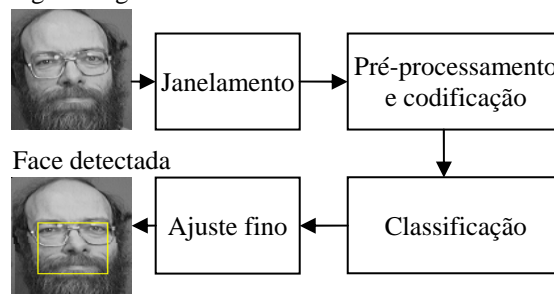 Janelamento
Pré-processamento
e codificação
Face detectada
Ajuste fino
Classificação